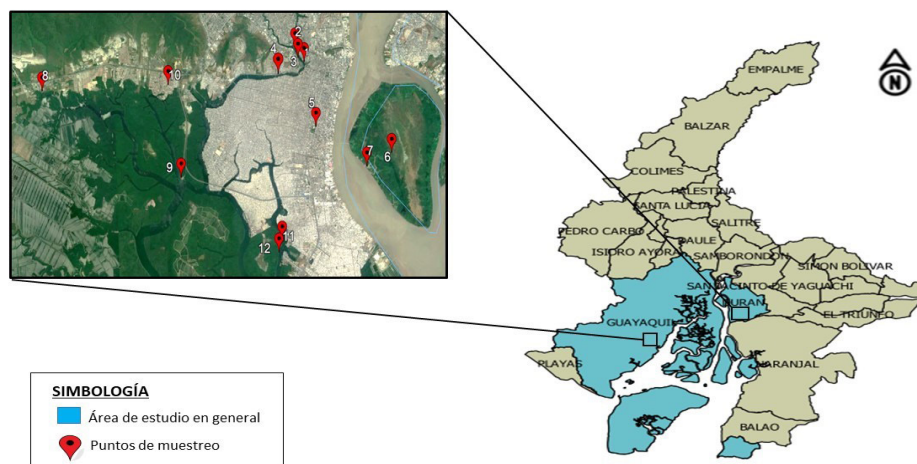 2
4
3
1
8
10
5
7
6
9
11
12
N
EMPALME
BALZAR
COLIMES
PALESTINA
SANTA LUCIA
SALITRE
PEDRO CARBO
DAULE
ISIDRO AYORA
SAMBORONDON
SIMON BOLIVAR
SAN JACINTO DE YAGUACHI
DURAN
GUAYAQUIL
EL TRIUNFO
PLAYAS
NARANJAL
BALAO
SIMBOLOGÍA
Área de estudio en general
Puntos de muestreo